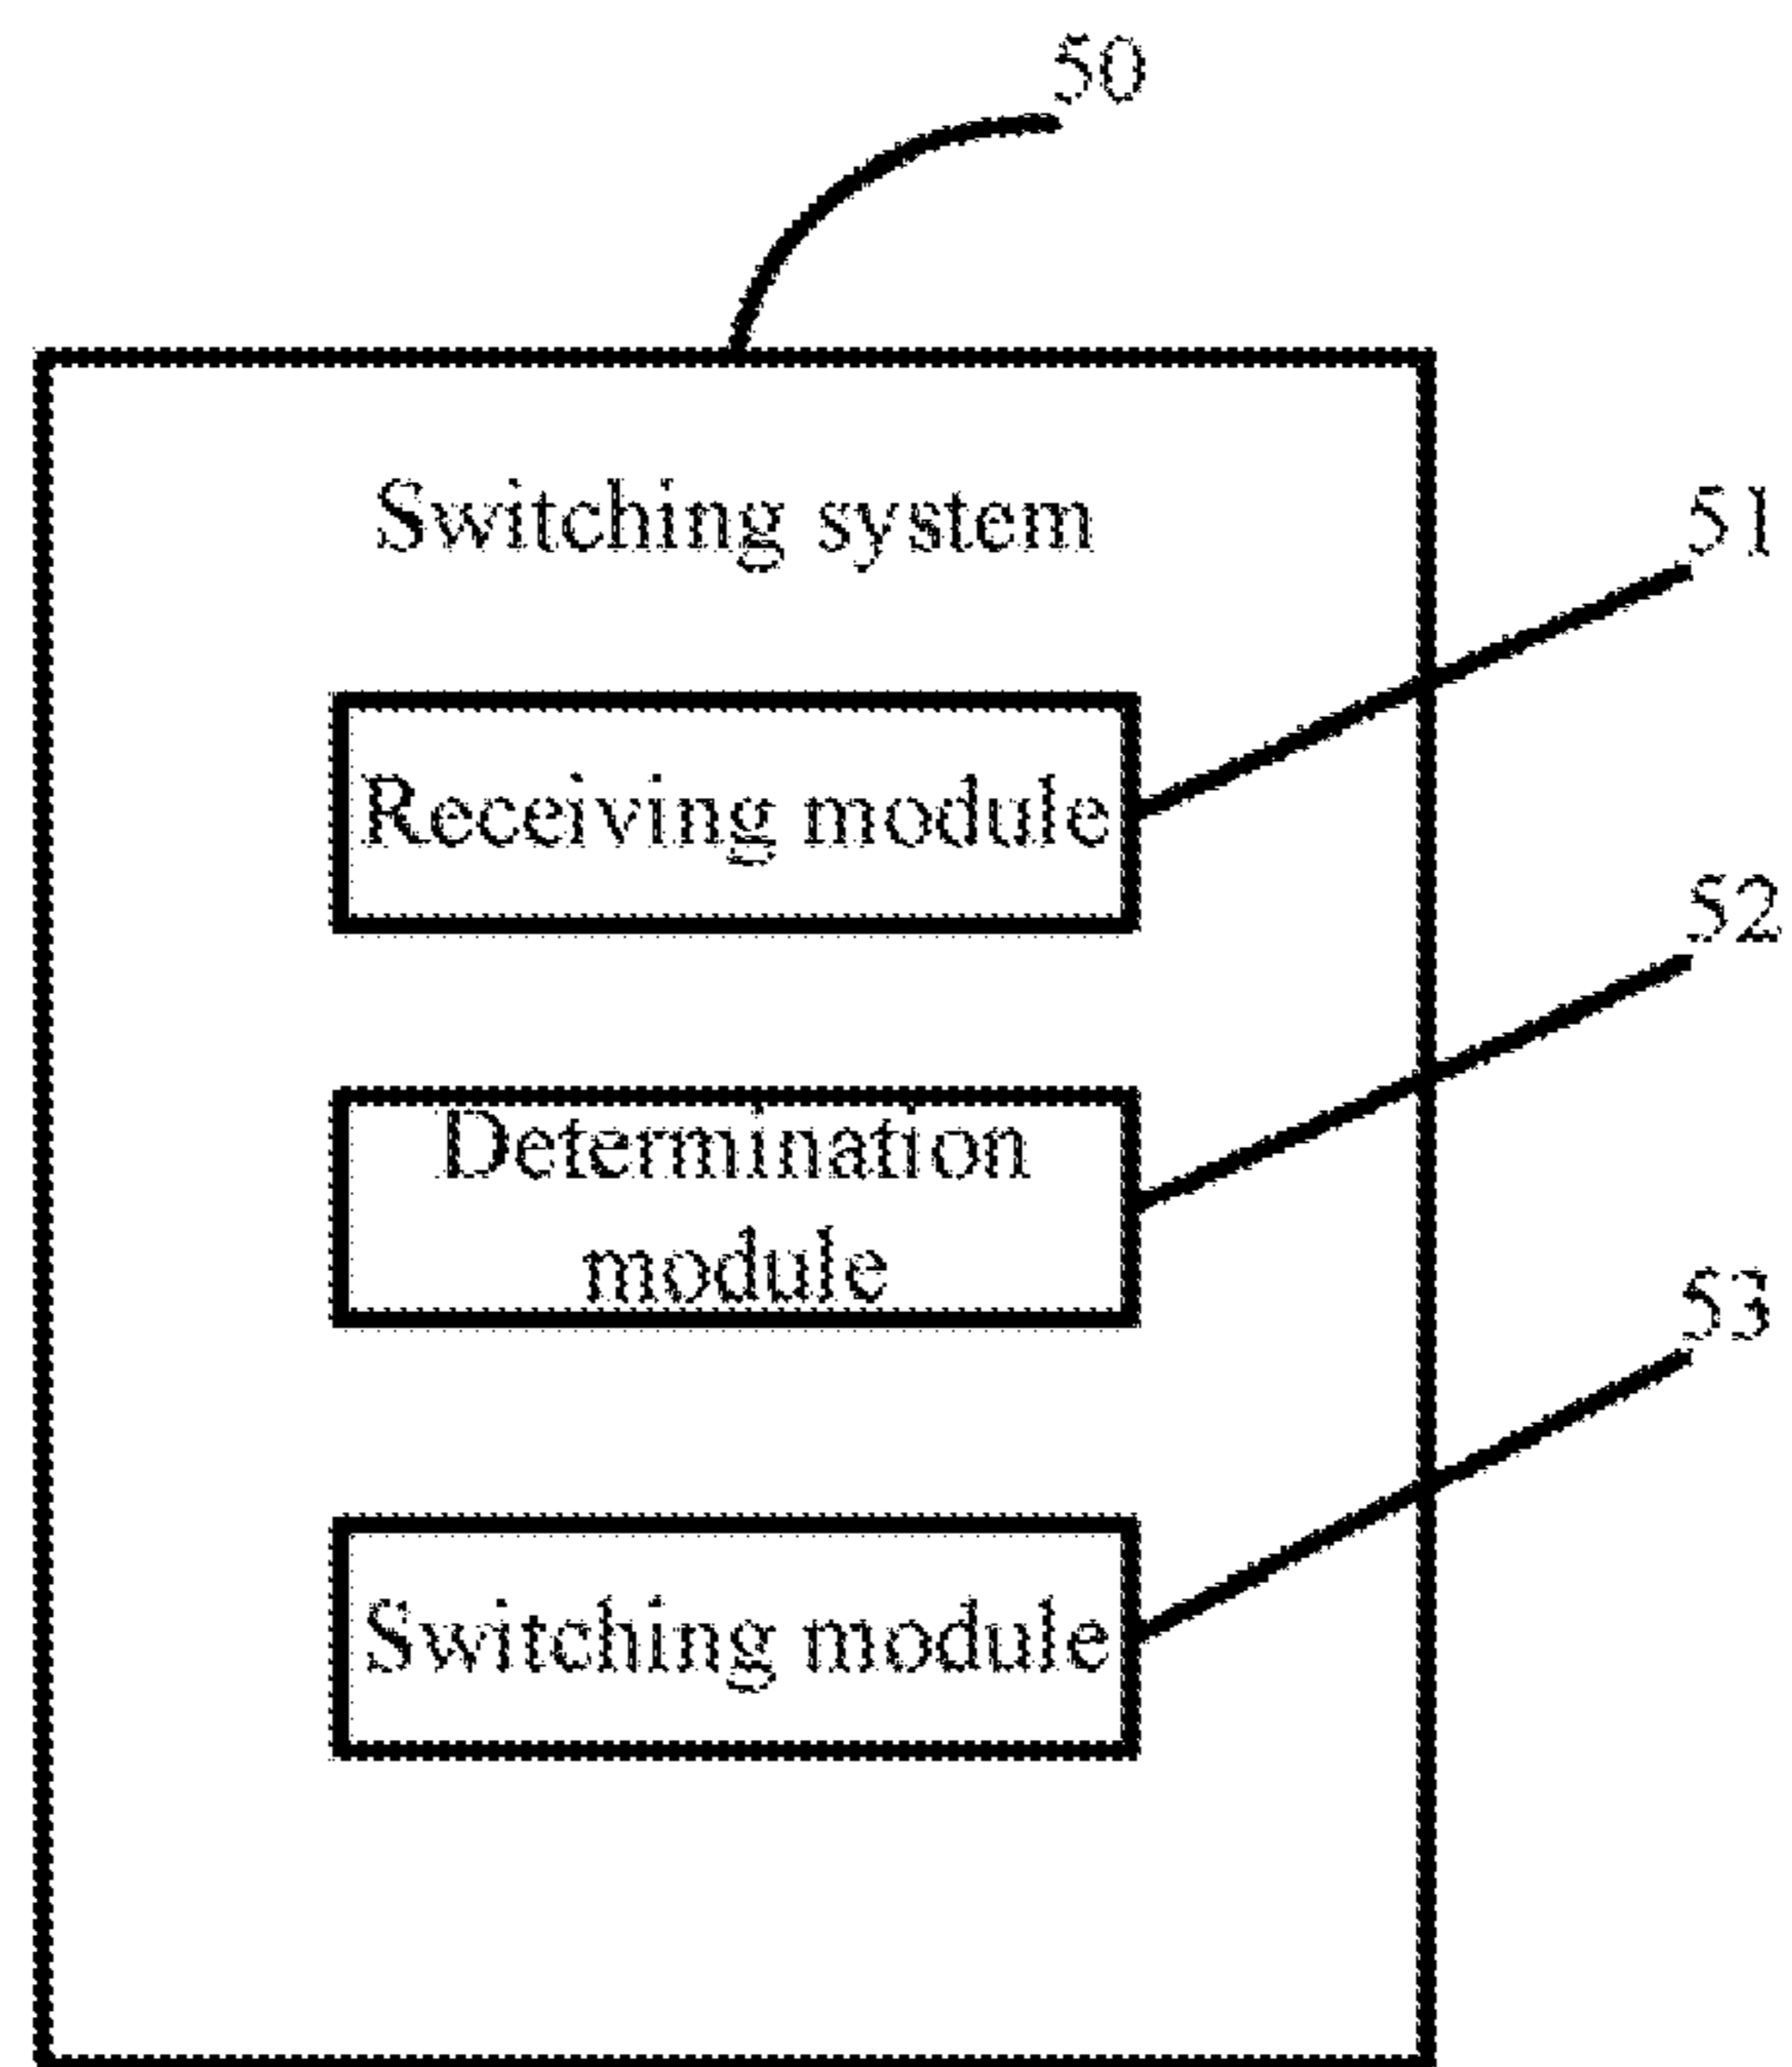 50
Switching system
51
Receiving module
52
Determination
module
53
Switching module